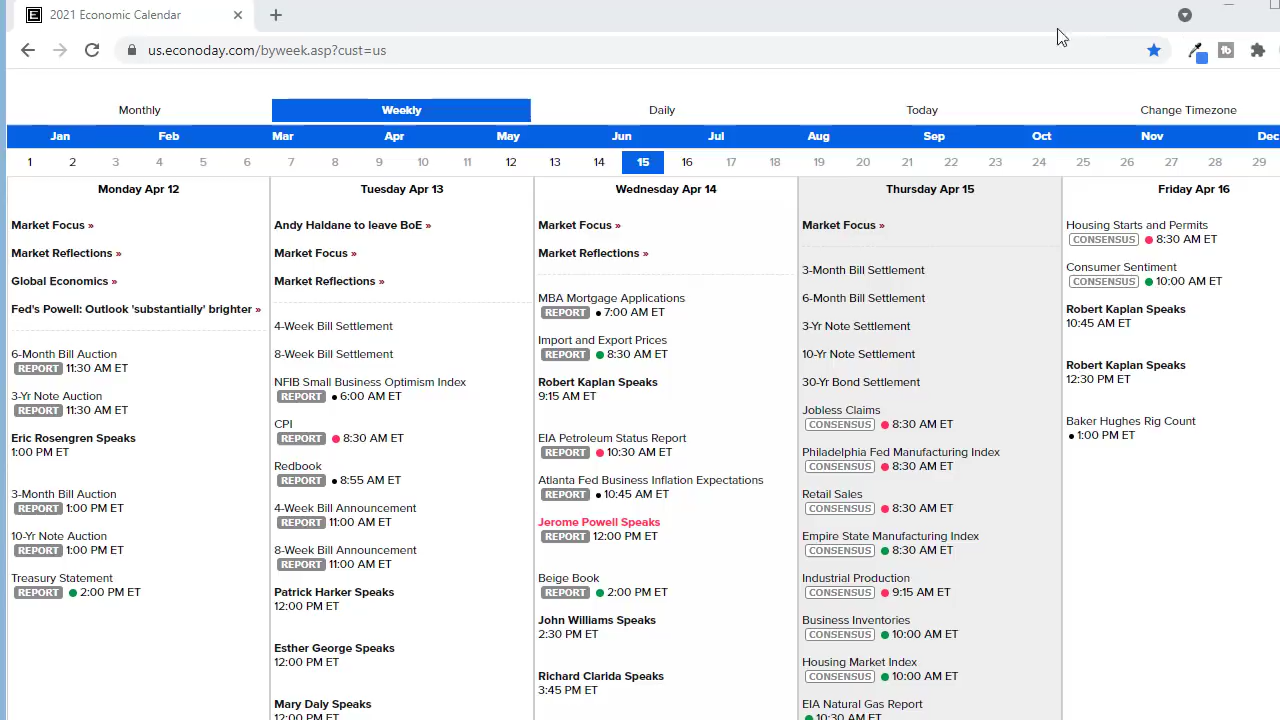 2021 Economic Calendar
us.econoday.com/byweek.asp?cust=us
Monthly Weekly Daily Today Change Timezone
Jan Feb Mar Apr May Jun Jul Aug Sep Oct Nov Dec
1 2 3 4 5 6 7 8 9 10 11 12 13 14 15 16 17 18 19 20 21 22 23 24 25 26 27 28 29
Monday Apr 12
Market Focus »
Market Reflections »
Global Economics »
Fed's Powell: Outlook 'substantially' brighter »
6-Month Bill Auction
REPORT 11:30 AM ET
3-Yr Note Auction
REPORT 11:30 AM ET
Eric Rosengren Speaks
1:00 PM ET
3-Month Bill Auction
REPORT 1:00 PM ET
10-Yr Note Auction
REPORT 1:00 PM ET
Treasury Statement
REPORT 2:00 PM ET
Tuesday Apr 13
Andy Haldane to leave BoE »
Market Focus »
Market Reflections »
4-Week Bill Settlement
8-Week Bill Settlement
NFIB Small Business Optimism Index
REPORT 6:00 AM ET
CPI
REPORT 8:30 AM ET
Redbook
REPORT 8:55 AM ET
4-Week Bill Announcement
REPORT 11:00 AM ET
8-Week Bill Announcement
REPORT 11:00 AM ET
Patrick Harker Speaks
12:00 PM ET
Esther George Speaks
12:00 PM ET
Mary Daly Speaks
12:00 PM ET
Wednesday Apr 14
Market Focus »
Market Reflections »
MBA Mortgage Applications
REPORT 7:00 AM ET
Import and Export Prices
REPORT 8:30 AM ET
Robert Kaplan Speaks
9:15 AM ET
EIA Petroleum Status Report
REPORT 10:30 AM ET
Atlanta Fed Business Inflation Expectations
REPORT 10:45 AM ET
Jerome Powell Speaks
REPORT 12:00 PM ET
Beige Book
REPORT 2:00 PM ET
John Williams Speaks
2:30 PM ET
Richard Clarida Speaks
3:45 PM ET
Thursday Apr 15
Market Focus »
3-Month Bill Settlement
6-Month Bill Settlement
3-Yr Note Settlement
10-Yr Note Settlement
30-Yr Bond Settlement
Jobless Claims
CONSENSUS 8:30 AM ET
Philadelphia Fed Manufacturing Index
CONSENSUS 8:30 AM ET
Retail Sales
CONSENSUS 8:30 AM ET
Empire State Manufacturing Index
CONSENSUS 8:30 AM ET
Industrial Production
CONSENSUS 9:15 AM ET
Business Inventories
CONSENSUS 10:00 AM ET
Housing Market Index
CONSENSUS 10:00 AM ET
EIA Natural Gas Report
10:30 AM ET
Friday Apr 16
Housing Starts and Permits
CONSENSUS 8:30 AM ET
Consumer Sentiment
CONSENSUS 10:00 AM ET
Robert Kaplan Speaks
10:45 AM ET
Robert Kaplan Speaks
12:30 PM ET
Baker Hughes Rig Count
1:00 PM ET